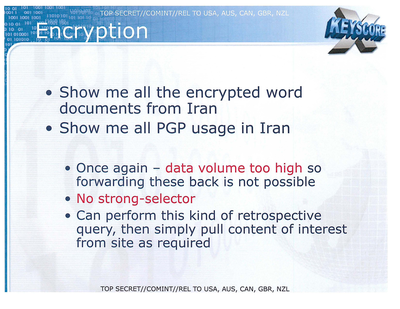 TOP SECRET//COMINT//REL TO USA, AUS, CAN, GBR, NZL
Encryption
X KEYSCORE
• Show me all the encrypted word
documents from Iran
• Show me all PGP usage in Iran
• Once again – data volume too high so
forwarding these back is not possible
• No strong-selector
• Can perform this kind of retrospective
query, then simply pull content of interest
from site as required
TOP SECRET//COMINT//REL TO USA, AUS, CAN, GBR, NZL